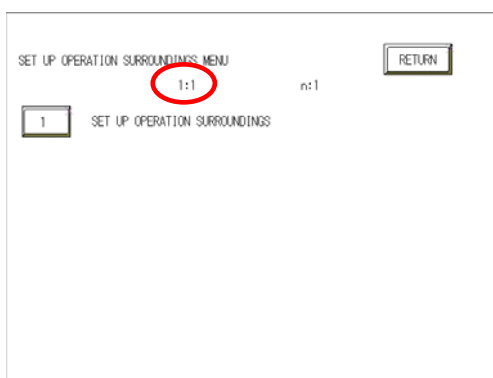 SET UP OPERATION SURROUNDINGS MENU
RETURN
1:1 n:1
1 SET UP OPERATION SURROUNDINGS